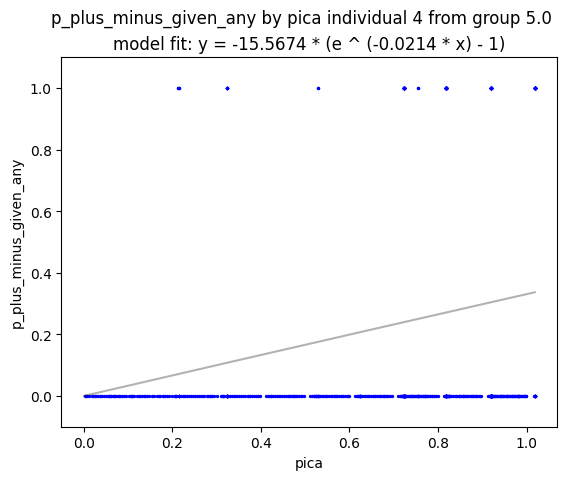 p_plus_minus_given_any by pica individual 4 from group 5.0
model fit: y = -15.5674 * (e ^ (-0.0214 * x) - 1)
1.0
0.8
0.6
0.4
0.2
0.0
p_plus_minus_given_any
0.0 0.2 0.4 0.6 0.8 1.0
pica